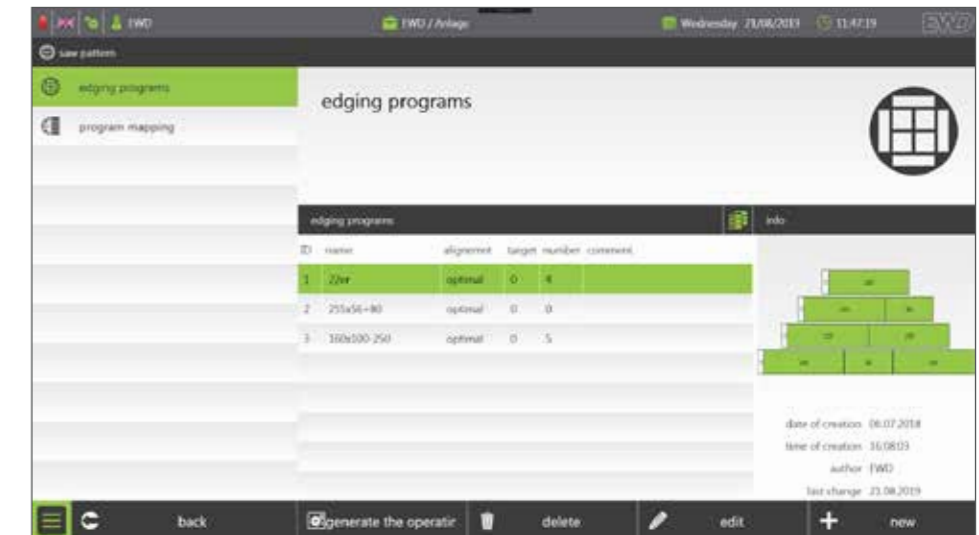 EWD
EWD / Anlage
Wednesday 21/08/2019
11:47:19
EWD
saw pattern
edging programs
program mapping
edging programs
edging programs
info
ID name alignment target number comment
1 22er optimal 0 4
2 255x56+80 optimal 0 0
3 160x100-250 optimal 0 5
date of creation 06.07.2018
time of creation 16:08:03
author EWD
last change 21.08.2019
back
generate the operatir
delete
edit
new